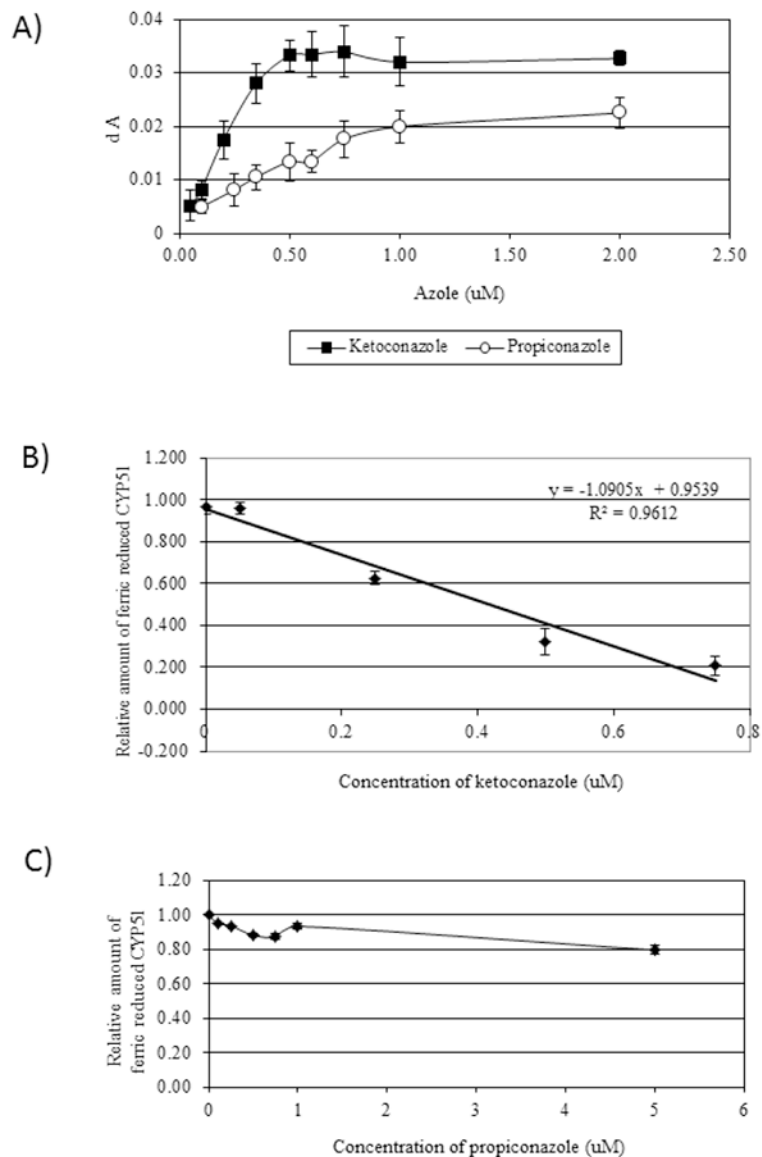 A)
0.04
0.03
0.02
0.01
0
d A
0.00 0.50 1.00 1.50 2.00 2.50
Azole (uM)
Ketoconazole Propiconazole
B)
1.200
1.000
0.800
0.600
0.400
0.200
0.000
-0.200
Relative amount of ferric reduced CYP51
y = -1.0905x + 0.9539
R² = 0.9612
0 0.2 0.4 0.6 0.8
Concentration of ketoconazole (uM)
C)
1.20
1.00
0.80
0.60
0.40
0.20
0.00
Relative amount of
ferric reduced CYP51
0 1 2 3 4 5 6
Concentration of propiconazole (uM)